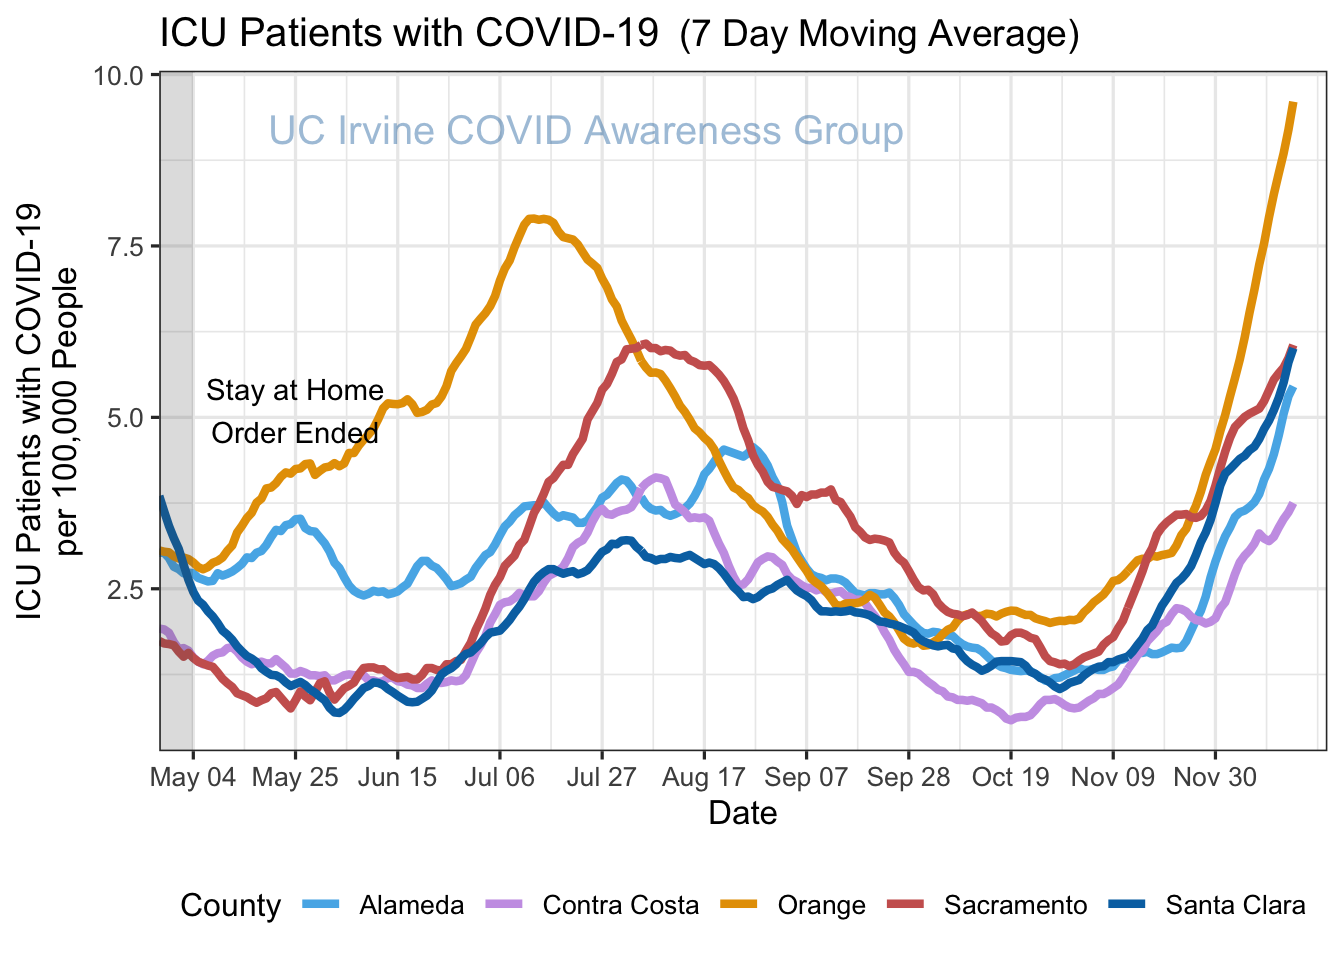 ICU Patients with COVID-19 (7 Day Moving Average)
UC Irvine COVID Awareness Group
ICU Patients with COVID-19
per 100,000 People
10.0
7.5
5.0
2.5
Stay at Home
Order Ended
May 04 May 25 Jun 15 Jul 06 Jul 27 Aug 17 Sep 07 Sep 28 Oct 19 Nov 09 Nov 30
Date
County Alameda Contra Costa Orange Sacramento Santa Clara